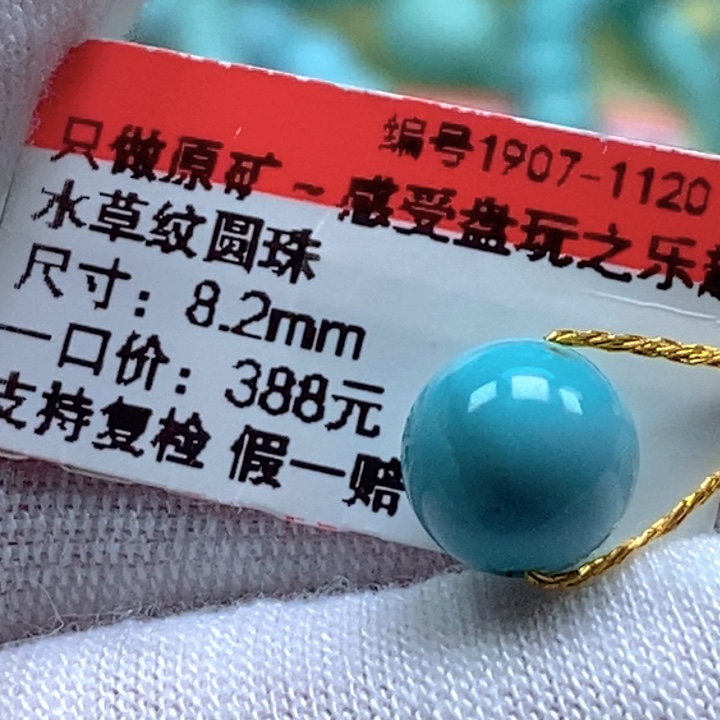 编号1907-1120
只做原矿~感受盘玩之乐趣
水草纹圆珠
尺寸：8.2mm
一口价：388元
支持复检 假一赔